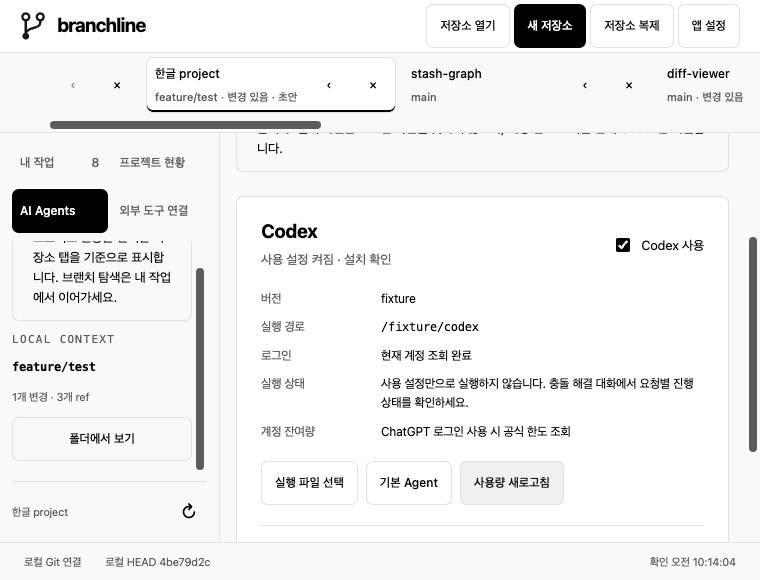 branchline
저장소 열기
새 저장소
저장소 복제
앱 설정
한글 project
feature/test · 변경 있음 · 초안
stash-graph
main
diff-viewer
main · 변경 있음
내 작업 8
프로젝트 현황
AI Agents
외부 도구 연결
장소 탭을 기준으로 표시합
니다. 브랜치 탐색은 내 작업
에서 이어가세요.
LOCAL CONTEXT
feature/test
1개 변경 · 3개 ref
폴더에서 보기
한글 project
니다.
Codex
사용 설정 켜짐 · 설치 확인
Codex 사용
버전 fixture
실행 경로 /fixture/codex
로그인 현재 계정 조회 완료
실행 상태 사용 설정만으로 실행하지 않습니다. 충돌 해결 대화에서 요청별 진행
상태를 확인하세요.
계정 잔여량 ChatGPT 로그인 사용 시 공식 한도 조회
실행 파일 선택
기본 Agent
사용량 새로고침
로컬 Git 연결
로컬 HEAD 4be79d2c
확인 오전 10:14:04